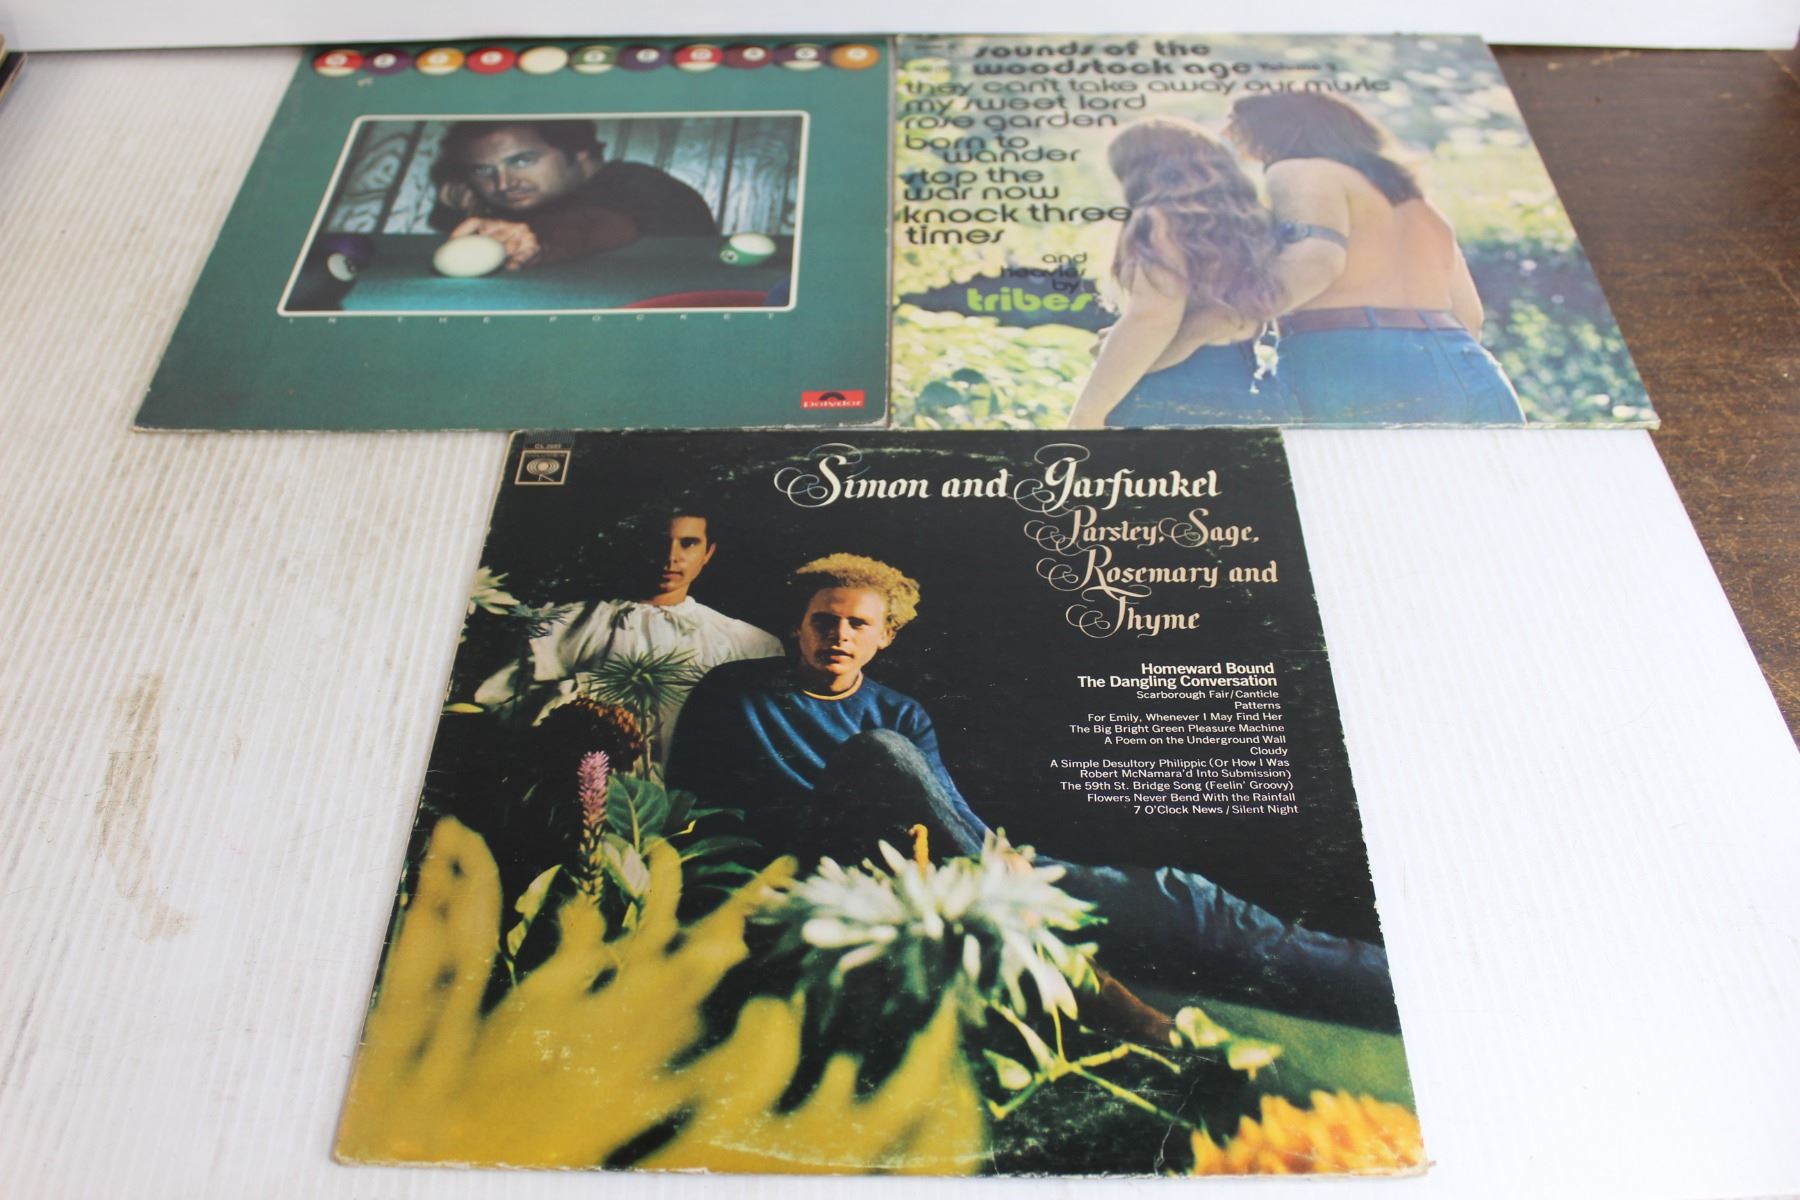 IN THE POCKET
Polydor
sounds of the
woodstock age
they can't take away our music
my sweet lord
rose garden
born to
wander
stop the
war now
knock three
times
and
heavies
by
tribes
CL 2563
Simon and Garfunkel
Parsley, Sage,
Rosemary and
Thyme
Homeward Bound
The Dangling Conversation
Scarborough Fair/Canticle
Patterns
For Emily, Whenever I May Find Her
The Big Bright Green Pleasure Machine
A Poem on the Underground Wall
Cloudy
A Simple Desultory Philippic (Or How I Was
Robert McNamara'd Into Submission)
The 59th St. Bridge Song (Feelin' Groovy)
Flowers Never Bend With the Rainfall
7 O'Clock News / Silent Night